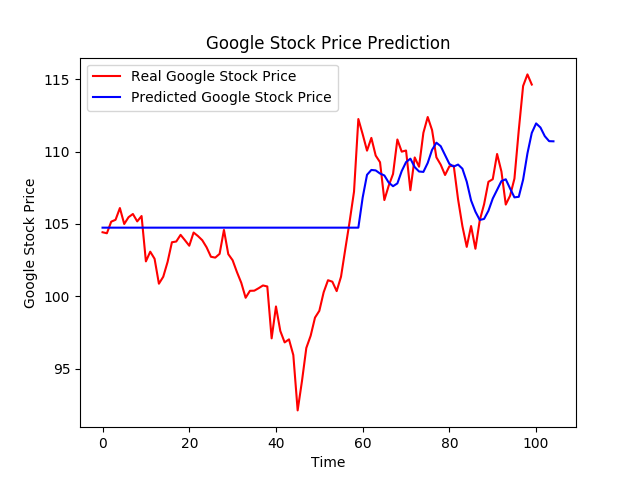 Google Stock Price Prediction
Real Google Stock Price
Predicted Google Stock Price
Google Stock Price
115
110
105
100
95
0 20 40 60 80 100
Time